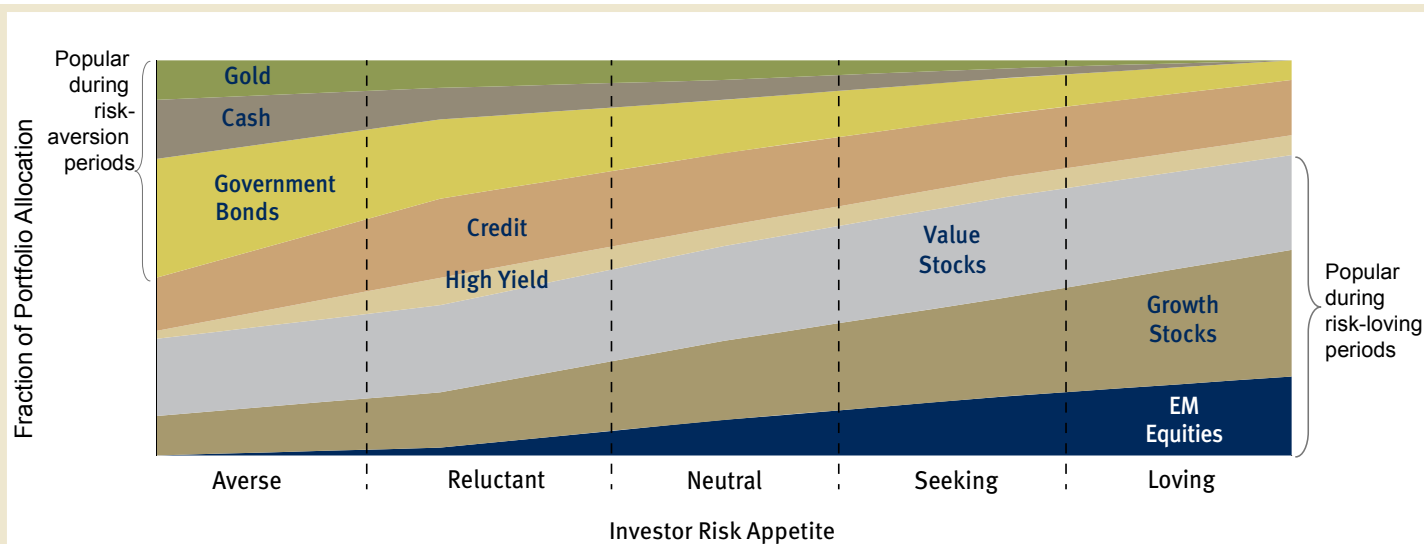 Popular
during
risk-
aversion
periods
Fraction of Portfolio Allocation
Gold
Cash
Government
Bonds
Credit
High Yield
Value
Stocks
Growth
Stocks
EM
Equities
Popular
during
risk-loving
periods
Averse
Reluctant
Neutral
Seeking
Loving
Investor Risk Appetite